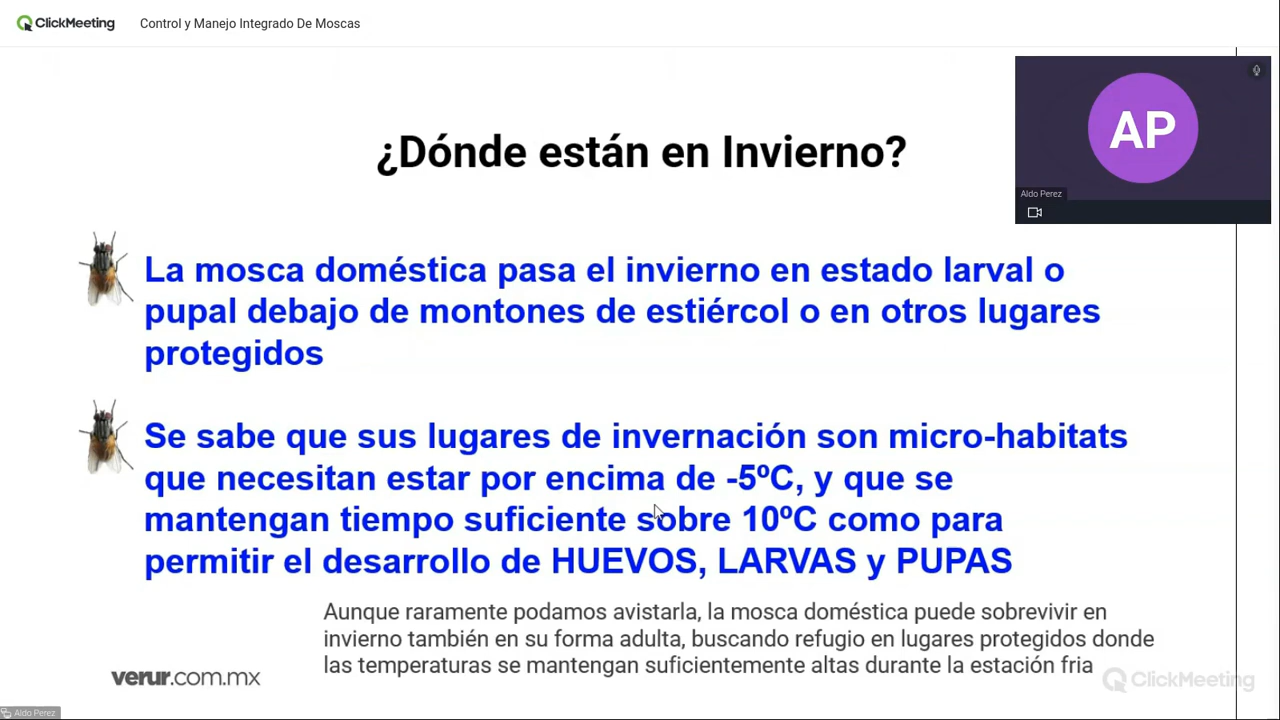 ClickMeeting
Control y Manejo Integrado De Moscas
AP
Aldo Perez
¿Dónde están en Invierno?
La mosca doméstica pasa el invierno en estado larval o
pupal debajo de montones de estiércol o en otros lugares
protegidos
Se sabe que sus lugares de invernación son micro-habitats
que necesitan estar por encima de -5ºC, y que se
mantengan tiempo suficiente sobre 10ºC como para
permitir el desarrollo de HUEVOS, LARVAS y PUPAS
Aunque raramente podamos avistarla, la mosca doméstica puede sobrevivir en
invierno también en su forma adulta, buscando refugio en lugares protegidos donde
las temperaturas se mantengan suficientemente altas durante la estación fria
verur.com.mx
ClickMeeting
Aldo Perez